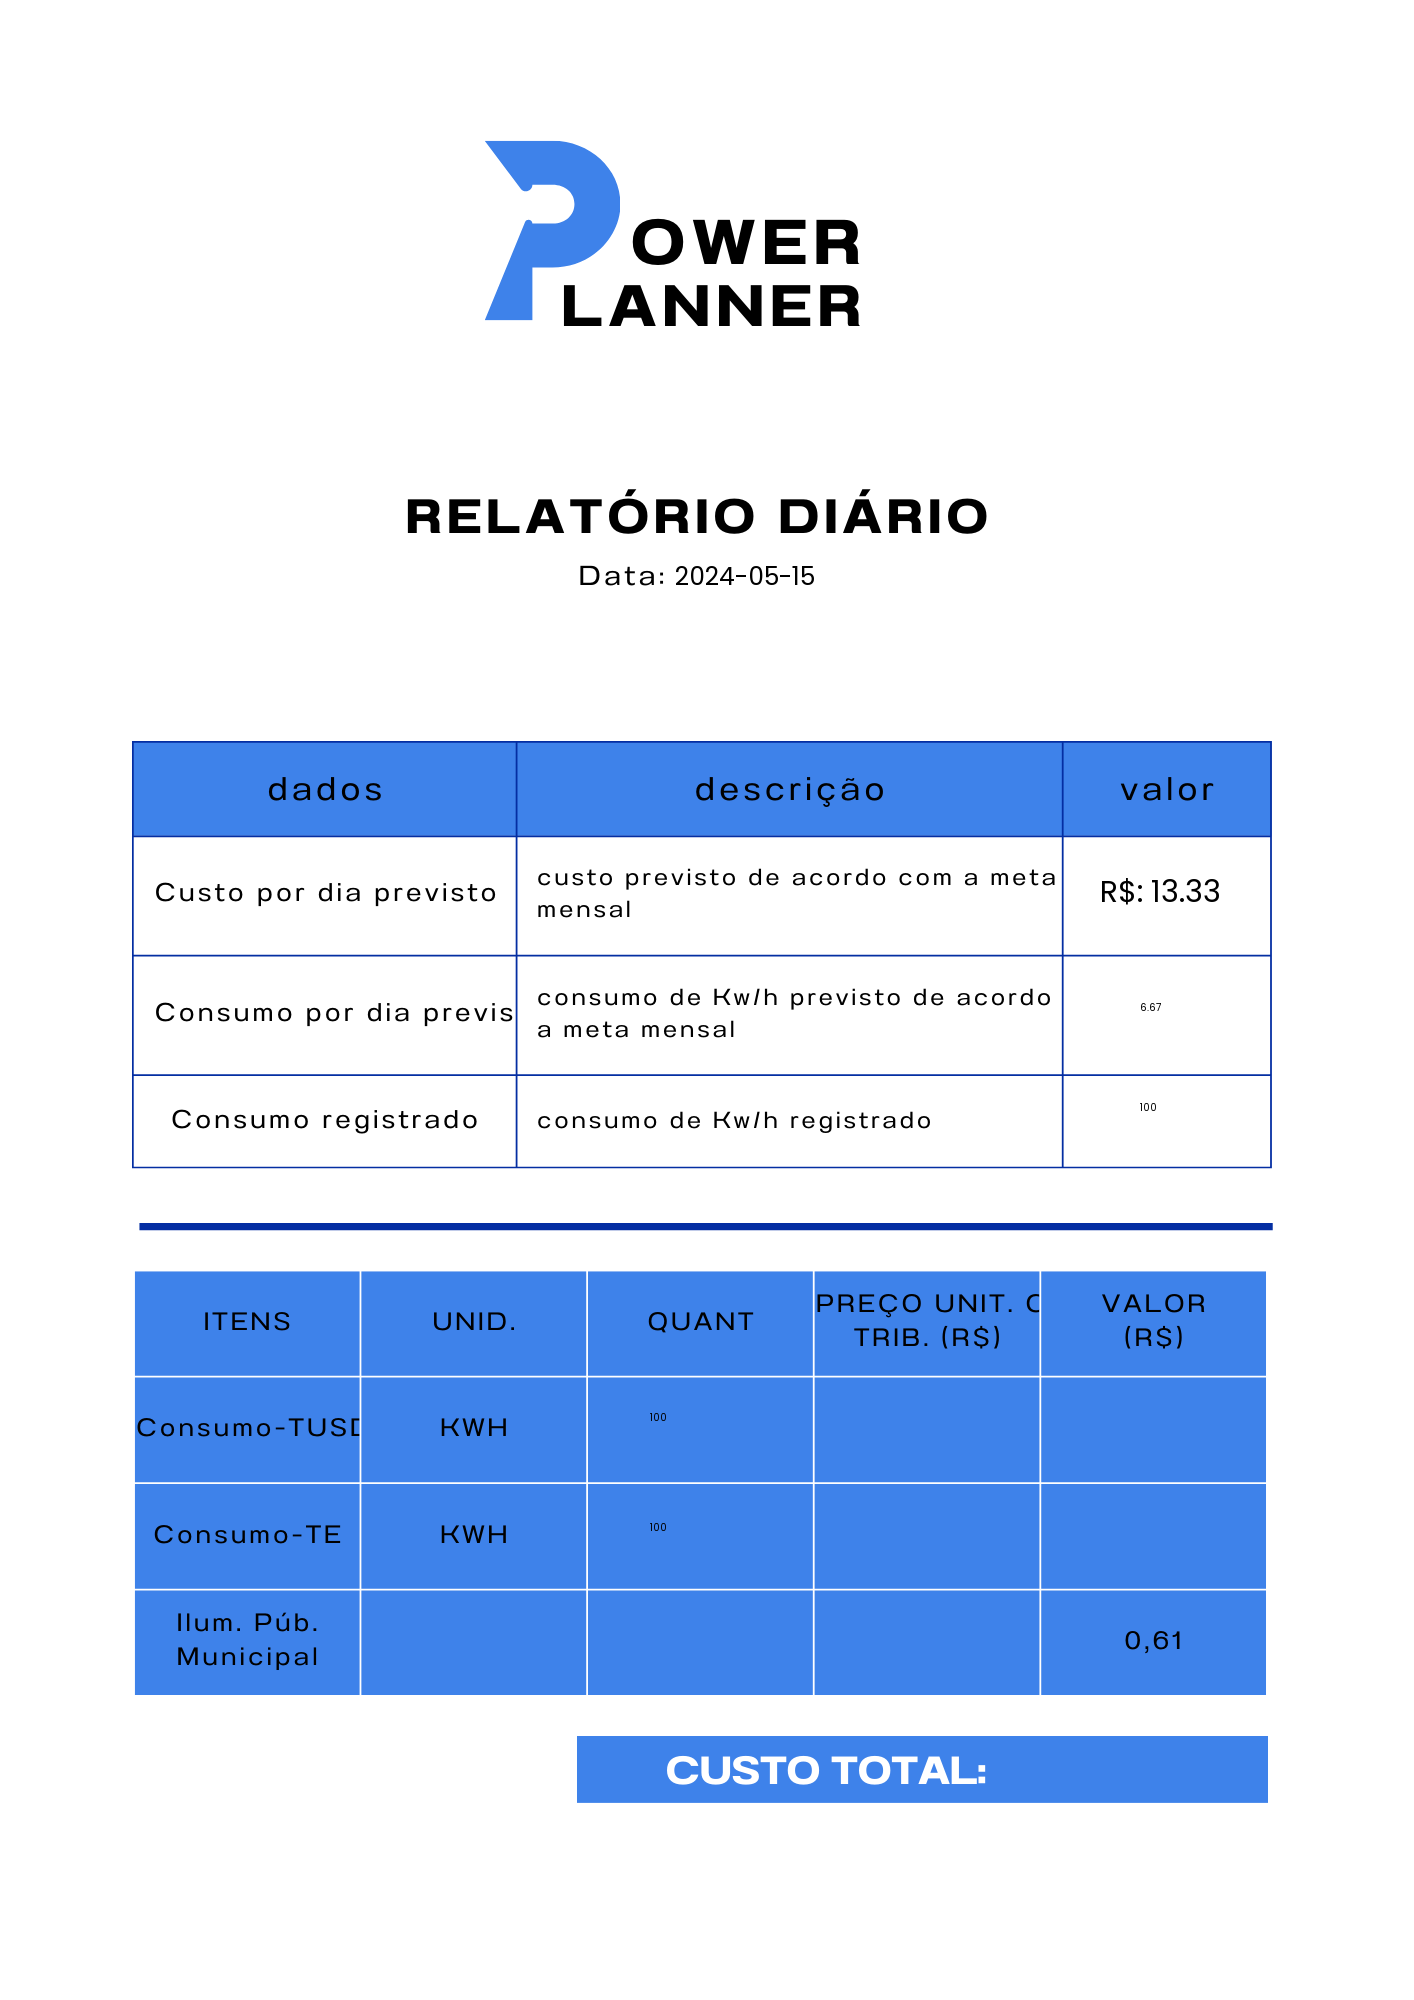 POWER
PLANNER
RELATÓRIO DIÁRIO
Data: 2024-05-15
dados descrição valor
Custo por dia previsto custo previsto de acordo com a meta R$: 13.33
mensal
Consumo por dia previs consumo de Kw/h previsto de acordo 6.67
a meta mensal
Consumo registrado consumo de Kw/h registrado 100
ITENS UNID. QUANT PREÇO UNIT. C VALOR
TRIB. (R$) (R$)
Consumo-TUSD KWH 100
Consumo-TE KWH 100
Ilum. Púb.
Municipal 0,61
CUSTO TOTAL: